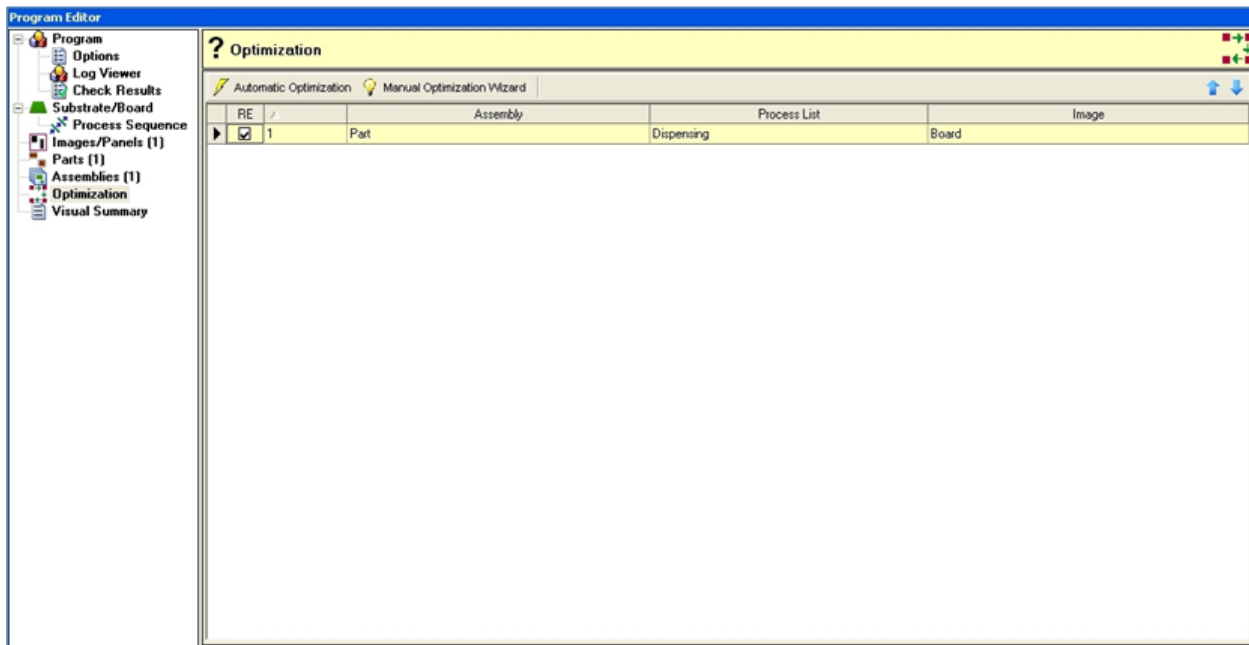 Program Editor
Program
Options
Log Viewer
Check Results
Substrate/Board
Process Sequence
Images/Panels (1)
Parts (1)
Assemblies (1)
Optimization
Visual Summary
? Optimization
Automatic Optimization Manual Optimization Wizard
RE Assembly Process List Image
1 Part Dispensing Board